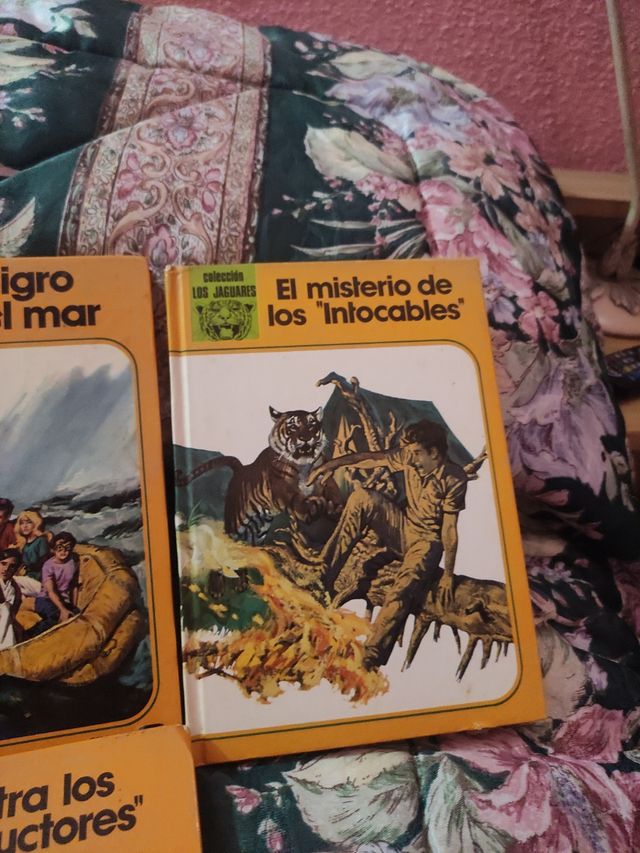 igro
el mar
colección
LOS JAGUARES
El misterio de
los "Intocables"
tra los
uctores"